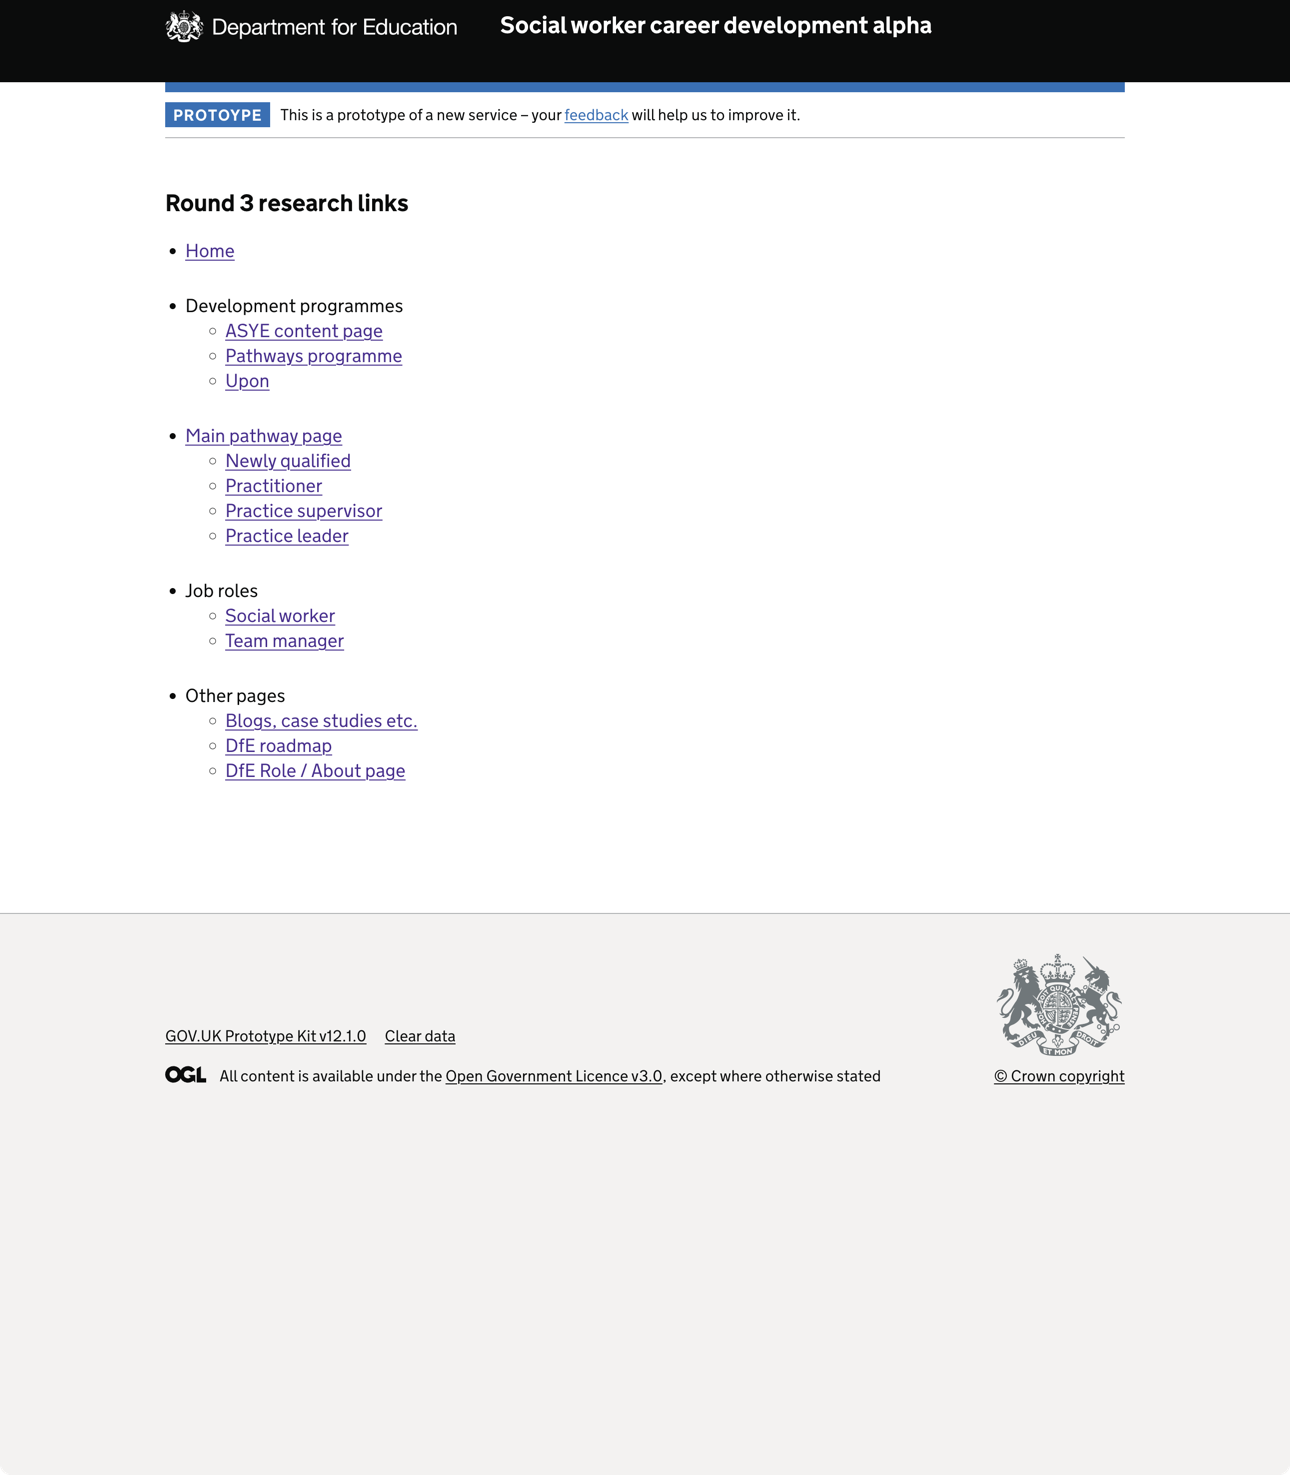 Department for Education
Social worker career development alpha
PROTOYPE This is a prototype of a new service – your feedback will help us to improve it.
Round 3 research links
Home
Development programmes
ASYE content page
Pathways programme
Upon
Main pathway page
Newly qualified
Practitioner
Practice supervisor
Practice leader
Job roles
Social worker
Team manager
Other pages
Blogs, case studies etc.
DfE roadmap
DfE Role / About page
GOV.UK Prototype Kit v12.1.0 Clear data
OGL All content is available under the Open Government Licence v3.0, except where otherwise stated
DIEU ET MON DROIT
© Crown copyright